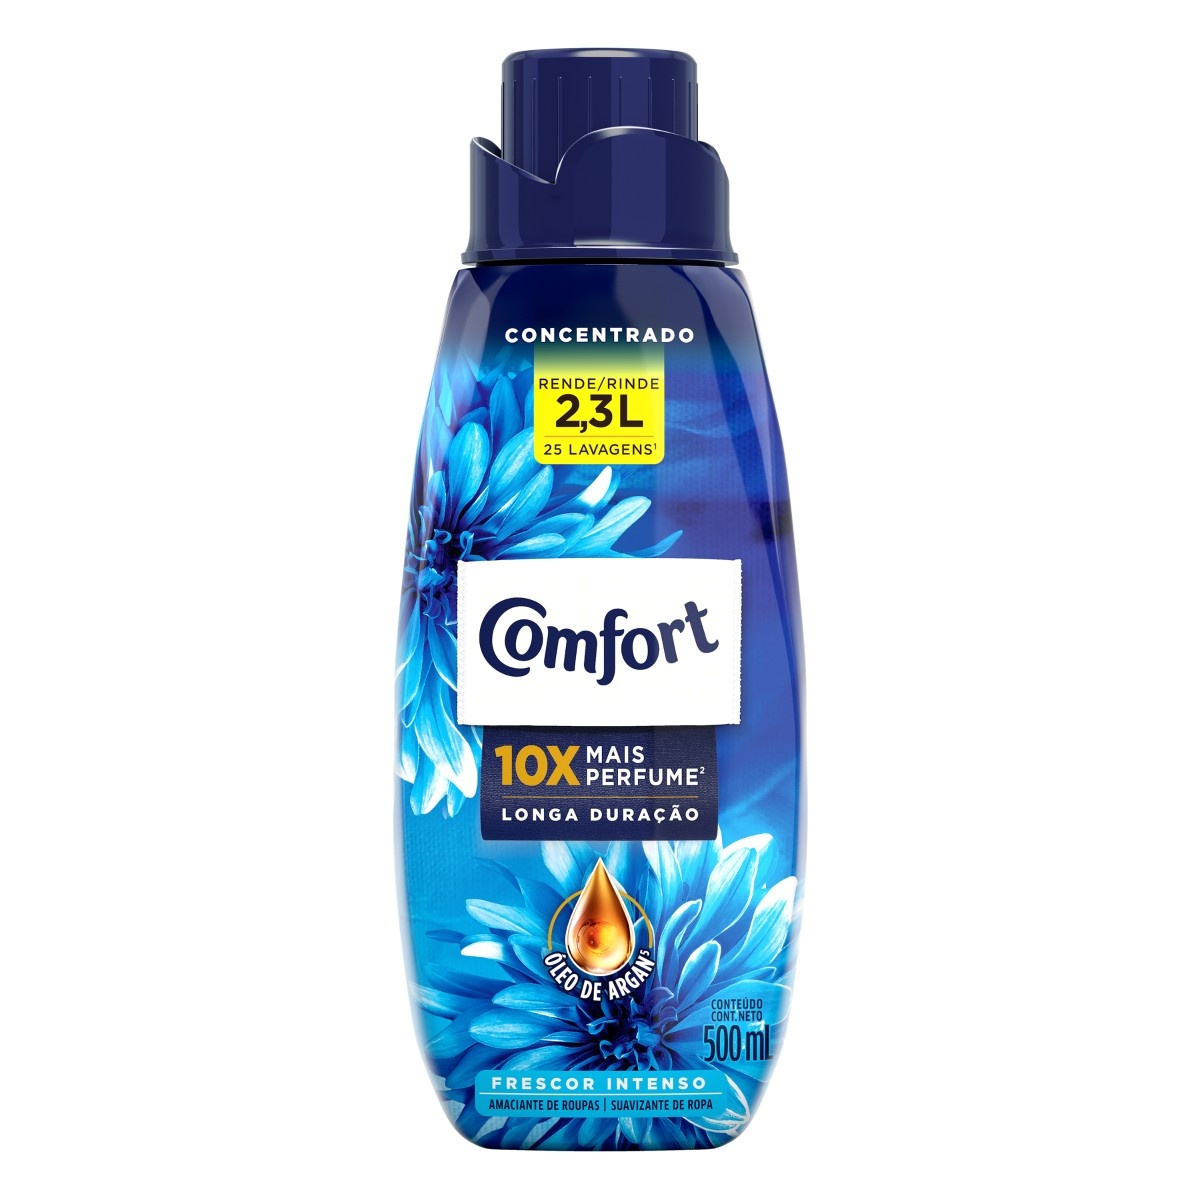 CONCENTRADO
RENDE/RINDE
2,3L
25 LAVAGENS¹
Comfort
10X MAIS PERFUME²
LONGA DURAÇÃO
ÓLEO DE ARGAN⁵
CONTEÚDO
CONT.NETO
500 mL
FRESCOR INTENSO
AMACIANTE DE ROUPAS | SUAVIZANTE DE ROPA